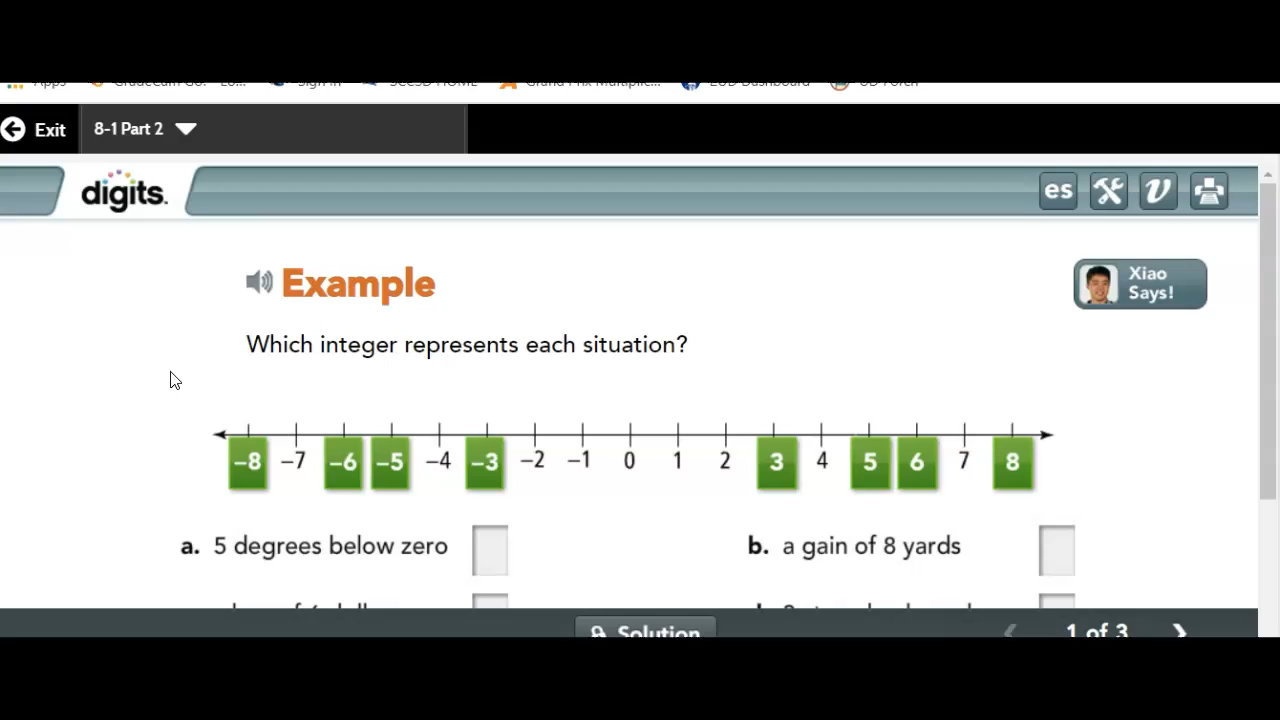 Exit
8-1 Part 2
digits.
es
Example
Xiao
Says!
Which integer represents each situation?
−8 −7 −6 −5 −4 −3 −2 −1 0 1 2 3 4 5 6 7 8
a. 5 degrees below zero
b. a gain of 8 yards
Solution
1 of 3